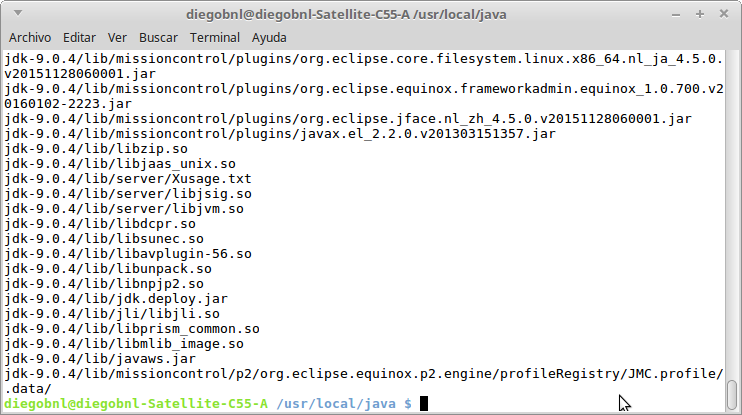 diegobnl@diegobnl-Satellite-C55-A /usr/local/java
Archivo Editar Ver Buscar Terminal Ayuda
jdk-9.0.4/lib/missioncontrol/plugins/org.eclipse.core.filesystem.linux.x86_64.nl_ja_4.5.0.
v20151128060001.jar
jdk-9.0.4/lib/missioncontrol/plugins/org.eclipse.equinox.frameworkadmin.equinox_1.0.700.v2
0160102-2223.jar
jdk-9.0.4/lib/missioncontrol/plugins/org.eclipse.jface.nl_zh_4.5.0.v20151128060001.jar
jdk-9.0.4/lib/missioncontrol/plugins/javax.el_2.2.0.v201303151357.jar
jdk-9.0.4/lib/libzip.so
jdk-9.0.4/lib/libjaas_unix.so
jdk-9.0.4/lib/server/Xusage.txt
jdk-9.0.4/lib/server/libjsig.so
jdk-9.0.4/lib/server/libjvm.so
jdk-9.0.4/lib/libdcpr.so
jdk-9.0.4/lib/libsunec.so
jdk-9.0.4/lib/libavplugin-56.so
jdk-9.0.4/lib/libunpack.so
jdk-9.0.4/lib/libnpjp2.so
jdk-9.0.4/lib/jdk.deploy.jar
jdk-9.0.4/lib/jli/libjli.so
jdk-9.0.4/lib/libprism_common.so
jdk-9.0.4/lib/libmlib_image.so
jdk-9.0.4/lib/javaws.jar
jdk-9.0.4/lib/missioncontrol/p2/org.eclipse.equinox.p2.engine/profileRegistry/JMC.profile/
.data/
diegobnl@diegobnl-Satellite-C55-A /usr/local/java $